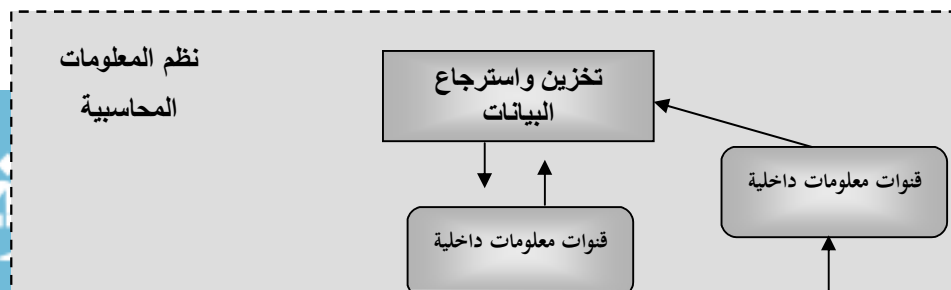 نظم المعلومات
المحاسبية
تخزين واسترجاع
البيانات
قنوات معلومات داخلية
قنوات معلومات داخلية